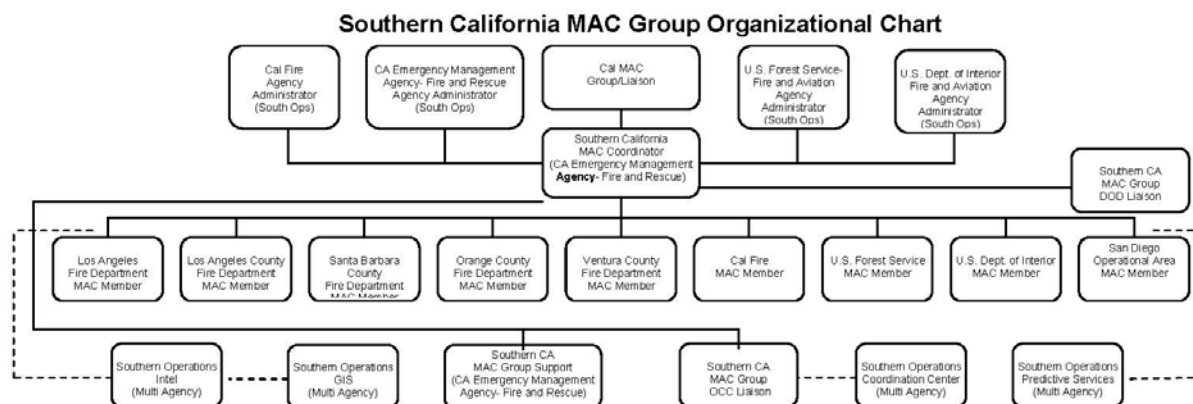 Southern California MAC Group Organizational Chart
Cal Fire
Agency
Administrator
(South Ops)
CA Emergency Management
Agency- Fire and Rescue
Agency Administrator
(South Ops)
Cal MAC
Group/Liaison
U.S. Forest Service-
Fire and Aviation
Agency
Administrator
(South Ops)
U.S. Dept. of Interior
Fire and Aviation
Agency
Administrator
(South Ops)
Southern California
MAC Coordinator
(CA Emergency Management
Agency- Fire and Rescue)
Southern CA
MAC Group
DOD Liaison
Los Angeles
Fire Department
MAC Member
Los Angeles County
Fire Department
MAC Member
Santa Barbara
County
Fire Department
MAC Member
Orange County
Fire Department
MAC Member
Ventura County
Fire Department
MAC Member
Cal Fire
MAC Member
U.S. Forest Service
MAC Member
U.S. Dept. of Interior
MAC Member
San Diego
Operational Area
MAC Member
Southern Operations
Intel
(Multi Agency)
Southern Operations
GIS
(Multi Agency)
Southern CA
MAC Group Support
(CA Emergency Management
Agency- Fire and Rescue)
Southern CA
MAC Group
OCC Liaison
Southern Operations
Coordination Center
(Multi Agency)
Southern Operations
Predictive Services
(Multi Agency)